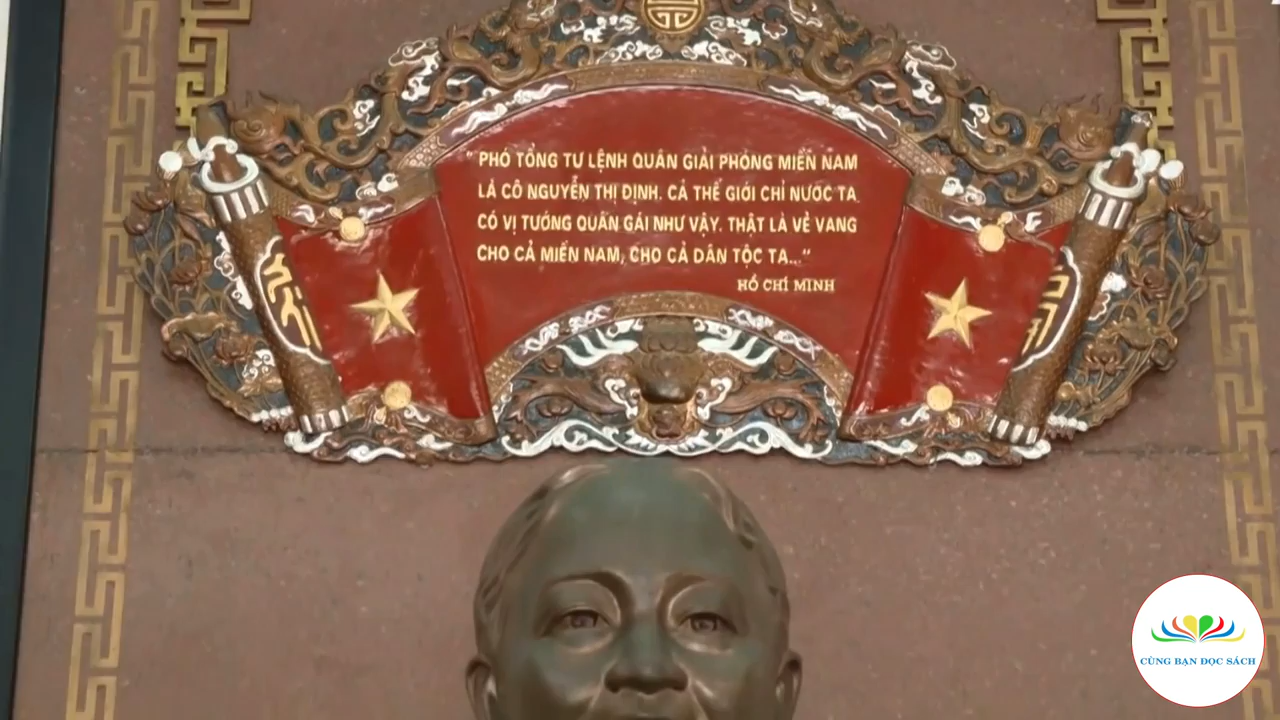 “ PHÓ TỔNG TƯ LỆNH QUÂN GIẢI PHÓNG MIỀN NAM
LÀ CÔ NGUYỄN THỊ ĐỊNH. CẢ THẾ GIỚI CHỈ NƯỚC TA
CÓ VỊ TƯỚNG QUÂN GÁI NHƯ VẬY. THẬT LÀ VẺ VANG
CHO CẢ MIỀN NAM, CHO CẢ DÂN TỘC TA...”
HỒ CHÍ MINH
CÙNG BẠN ĐỌC SÁCH